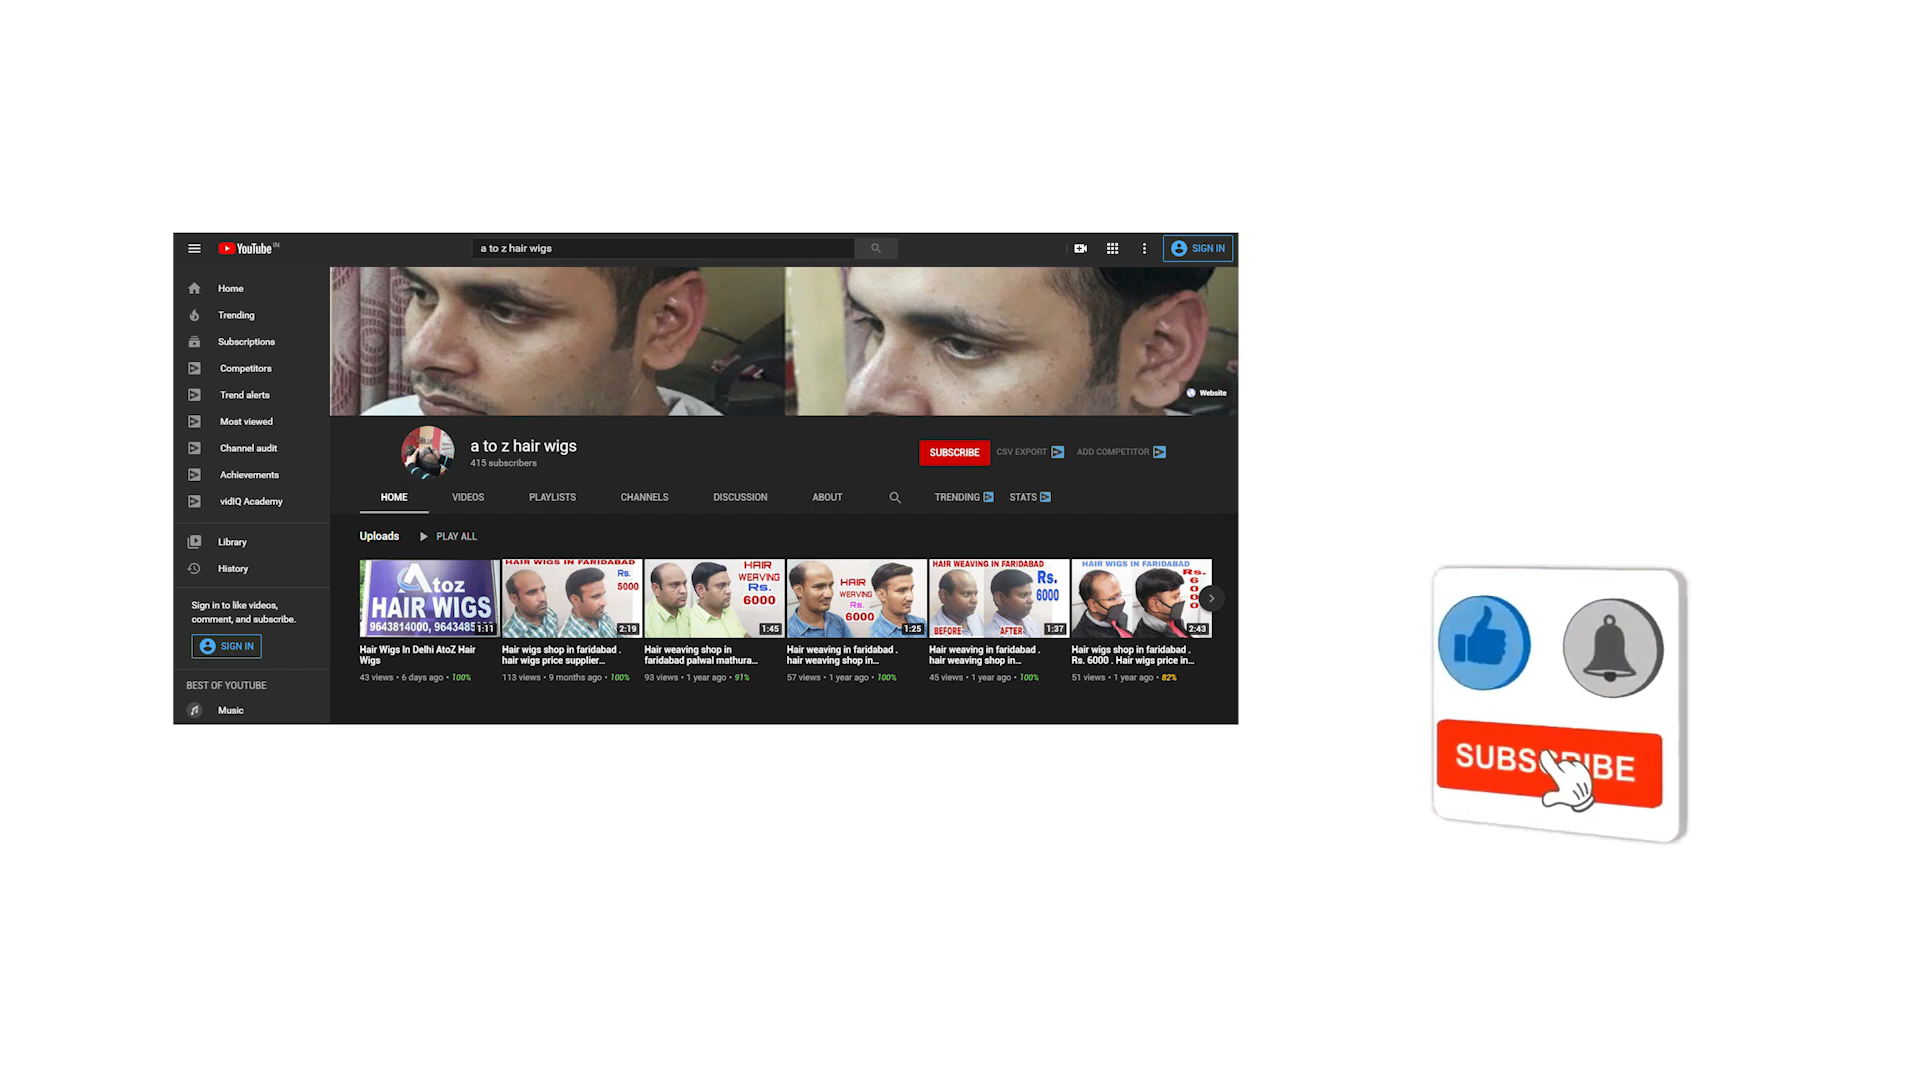 YouTube IN
a to z hair wigs
SIGN IN
Home
Trending
Subscriptions
Competitors
Trend alerts
Most viewed
Channel audit
Achievements
vidIQ Academy
Library
History
Sign in to like videos,
comment, and subscribe.
SIGN IN
BEST OF YOUTUBE
Music
Website
a to z hair wigs
415 subscribers
SUBSCRIBE
CSV EXPORT
ADD COMPETITOR
HOME VIDEOS PLAYLISTS CHANNELS DISCUSSION ABOUT TRENDING STATS
Uploads PLAY ALL
Atoz
HAIR WIGS
9643814000, 964348
1:11
Hair Wigs In Delhi AtoZ Hair
Wigs
43 views • 6 days ago • 100%
HAIR WIGS IN FARIDABAD
Rs.
5000
2:19
Hair wigs shop in faridabad .
hair wigs price supplier...
113 views • 9 months ago • 100%
HAIR
WEAVING
Rs.
6000
1:45
Hair weaving shop in
faridabad palwal mathura...
93 views • 1 year ago • 91%
HAIR
WERVING
Rs.
6000
1:25
Hair weaving in faridabad .
hair weaving shop in...
57 views • 1 year ago • 100%
HAIR WEAVING IN FARIDABAD
Rs.
6000
BEFORE AFTER
1:37
Hair weaving in faridabad .
hair weaving shop in...
45 views • 1 year ago • 100%
HAIR WIGS IN FARIDABAD
Rs.
6
0
0
0
2:43
Hair wigs shop in faridabad .
Rs. 6000 . Hair wigs price in...
51 views • 1 year ago • 82%
SUBSCRIBE